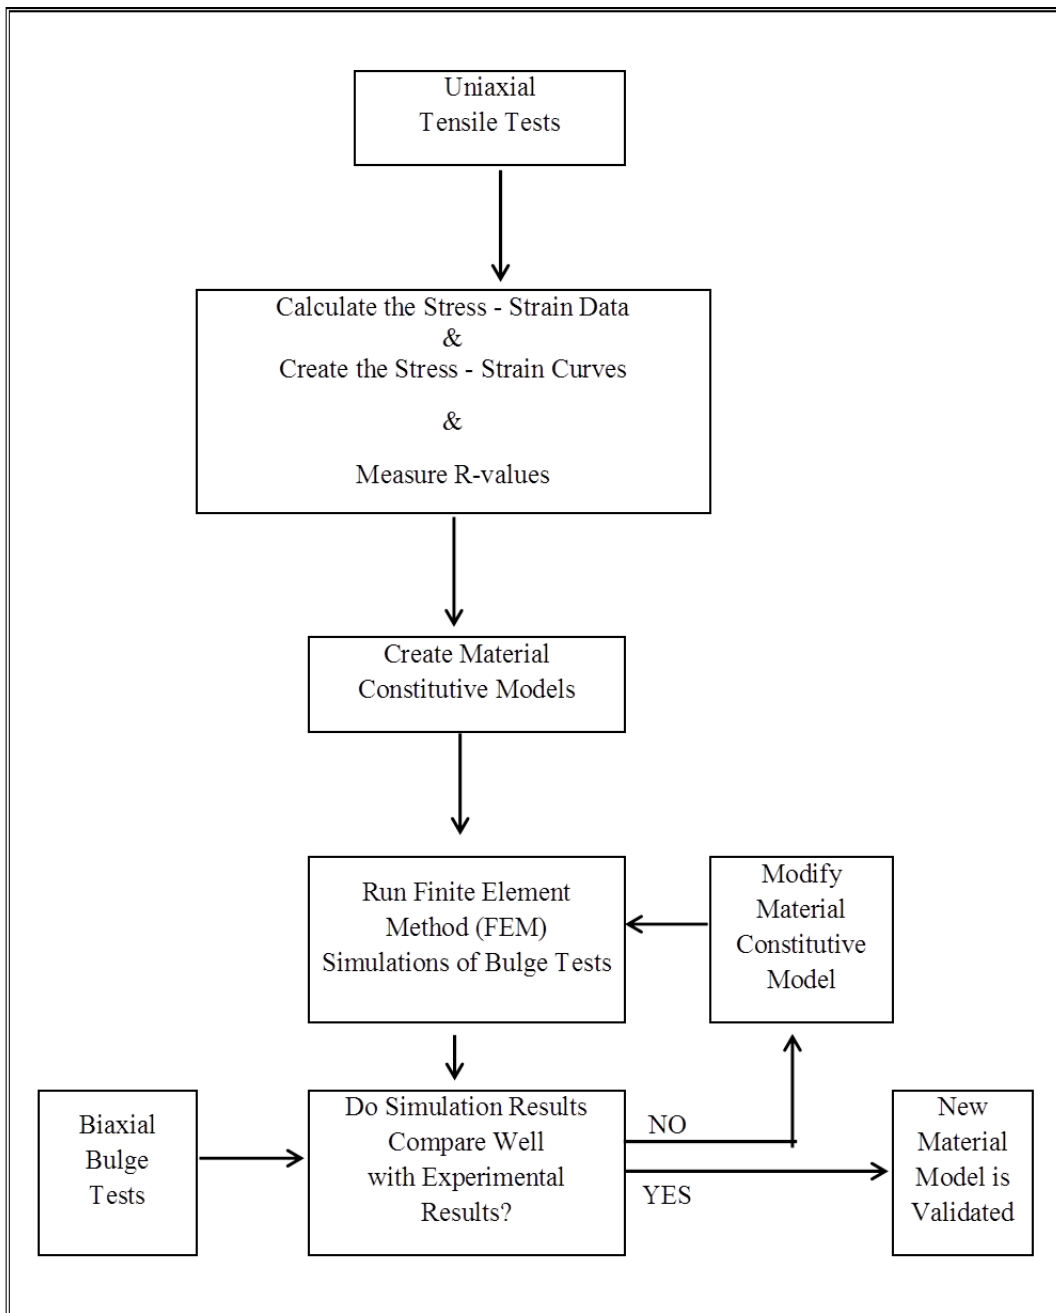 Uniaxial
Tensile Tests
Calculate the Stress - Strain Data
&
Create the Stress - Strain Curves
&
Measure R-values
Create Material
Constitutive Models
Run Finite Element
Method (FEM)
Simulations of Bulge Tests
Modify
Material
Constitutive
Model
Biaxial
Bulge
Tests
Do Simulation Results
Compare Well
with Experimental
Results?
NO
YES
New
Material
Model is
Validated